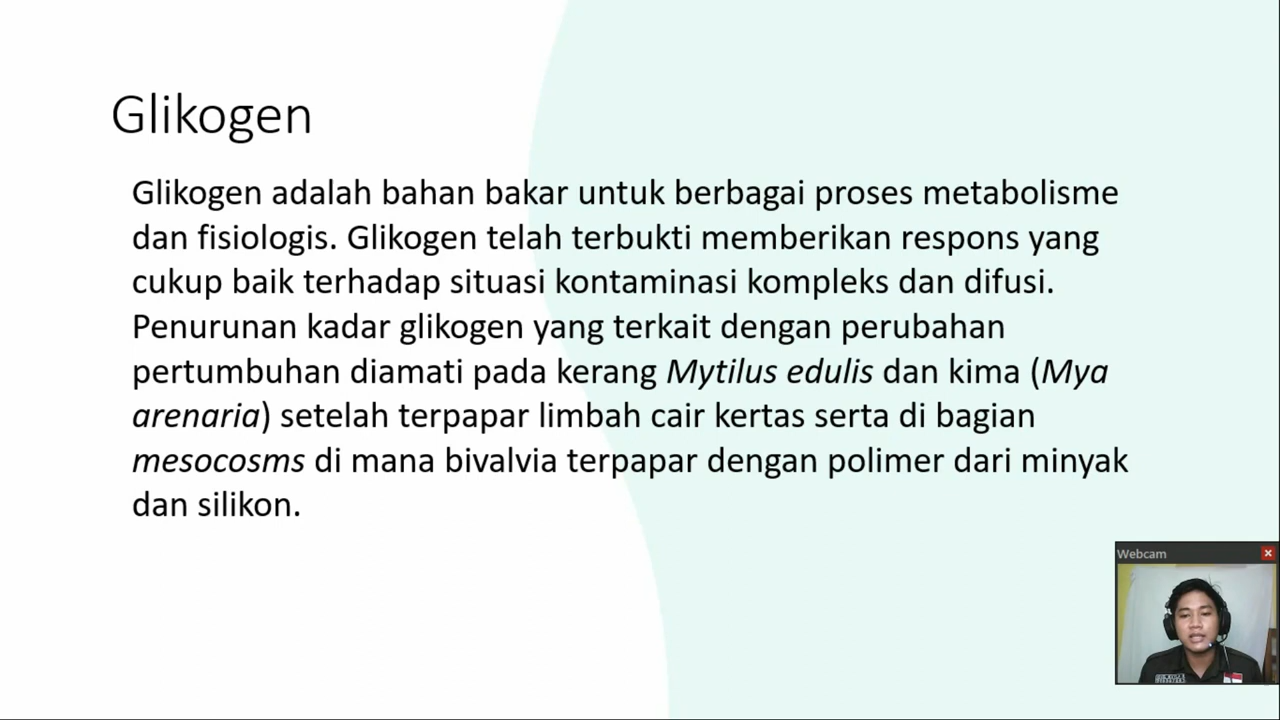 Glikogen
Glikogen adalah bahan bakar untuk berbagai proses metabolisme
dan fisiologis. Glikogen telah terbukti memberikan respons yang
cukup baik terhadap situasi kontaminasi kompleks dan difusi.
Penurunan kadar glikogen yang terkait dengan perubahan
pertumbuhan diamati pada kerang Mytilus edulis dan kima (Mya
arenaria) setelah terpapar limbah cair kertas serta di bagian
mesocosms di mana bivalvia terpapar dengan polimer dari minyak
dan silikon.
Webcam